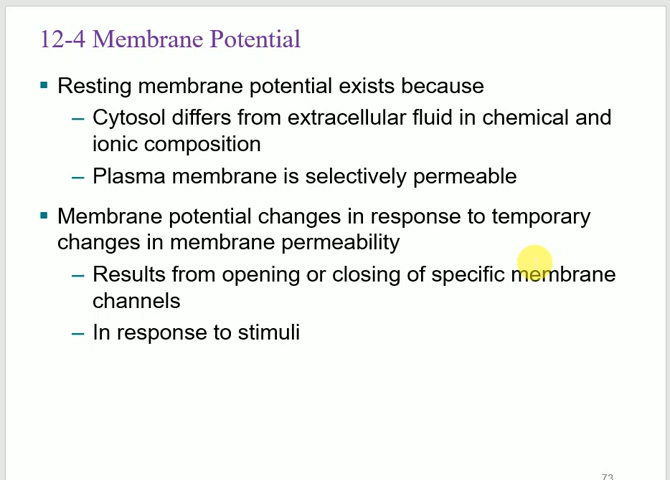 12-4 Membrane Potential
▪ Resting membrane potential exists because
– Cytosol differs from extracellular fluid in chemical and
ionic composition
– Plasma membrane is selectively permeable
▪ Membrane potential changes in response to temporary
changes in membrane permeability
– Results from opening or closing of specific membrane
channels
– In response to stimuli
73